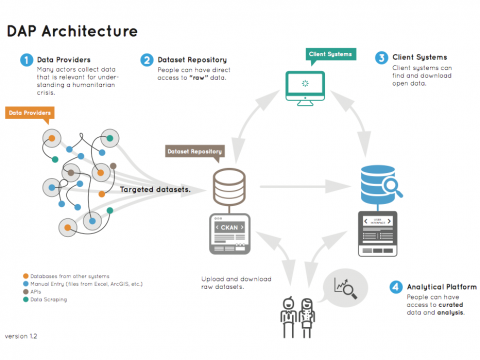 DAP Architecture
1 Data Providers
Many actors collect data
that is relevant for under-
standing a humanitarian
crisis.
2 Dataset Repository
People can have direct
access to "raw" data.
Client Systems
3 Client Systems
Client systems can
find and download
open data.
Data Providers
Dataset Repository
Targeted datasets.
CKAN
Upload and download
raw datasets.
Databases from other systems
Manual Entry (files from Excel, ArcGIS, etc.)
APIs
Data Scraping
4 Analytical Platform
People can have
access to curated
data and analysis.
version 1.2